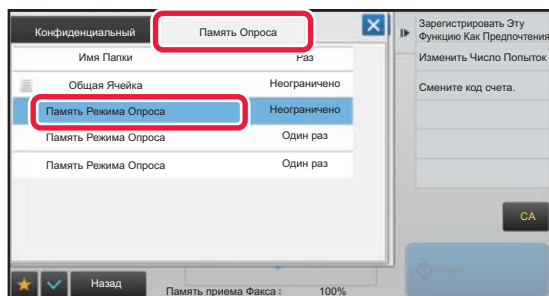 Конфиденциальный
Память Опроса
Имя Папки
Раз
Общая Ячейка
Неограничено
Память Режима Опроса
Неограничено
Память Режима Опроса
Один раз
Память Режима Опроса
Один раз
Назад
Память приема Факса :
100%
Зарегистрировать Эту
Функцию Как Предпочтения
Изменить Число Попыток
Смените код счета.
CA
Старт